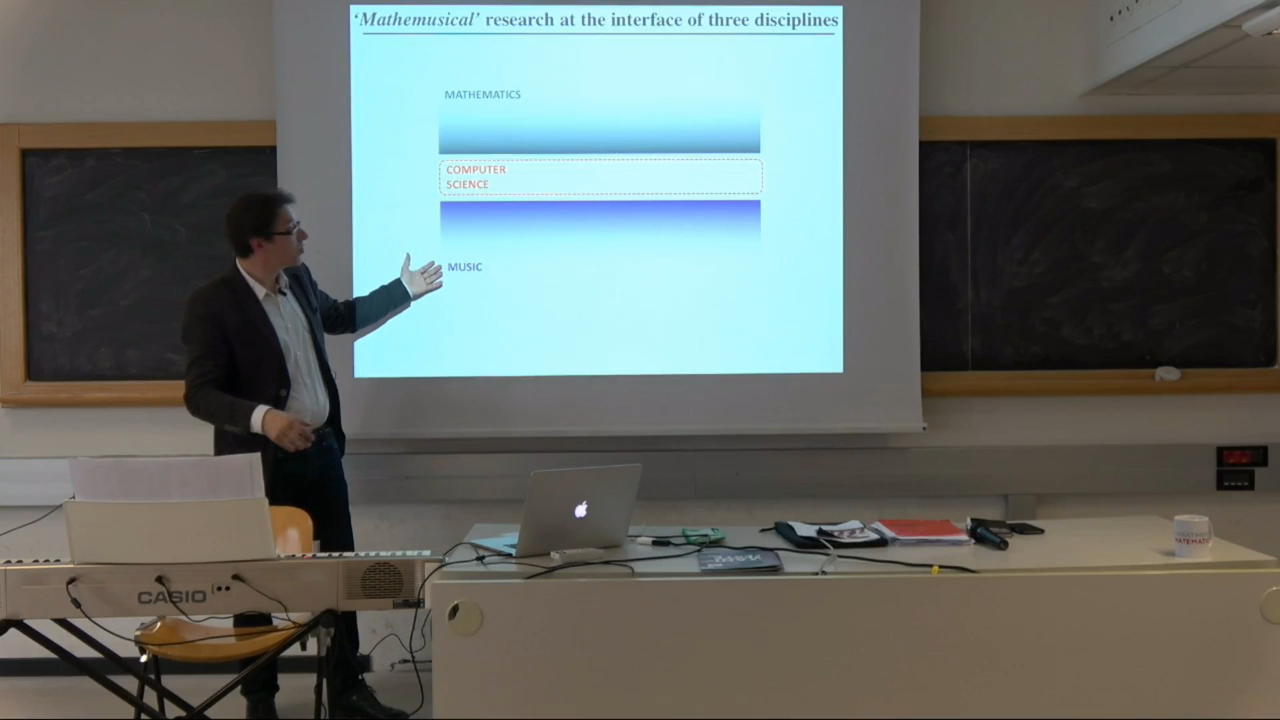 'Mathemusical' research at the interface of three disciplines
MATHEMATICS
COMPUTER
SCIENCE
MUSIC
CASIO